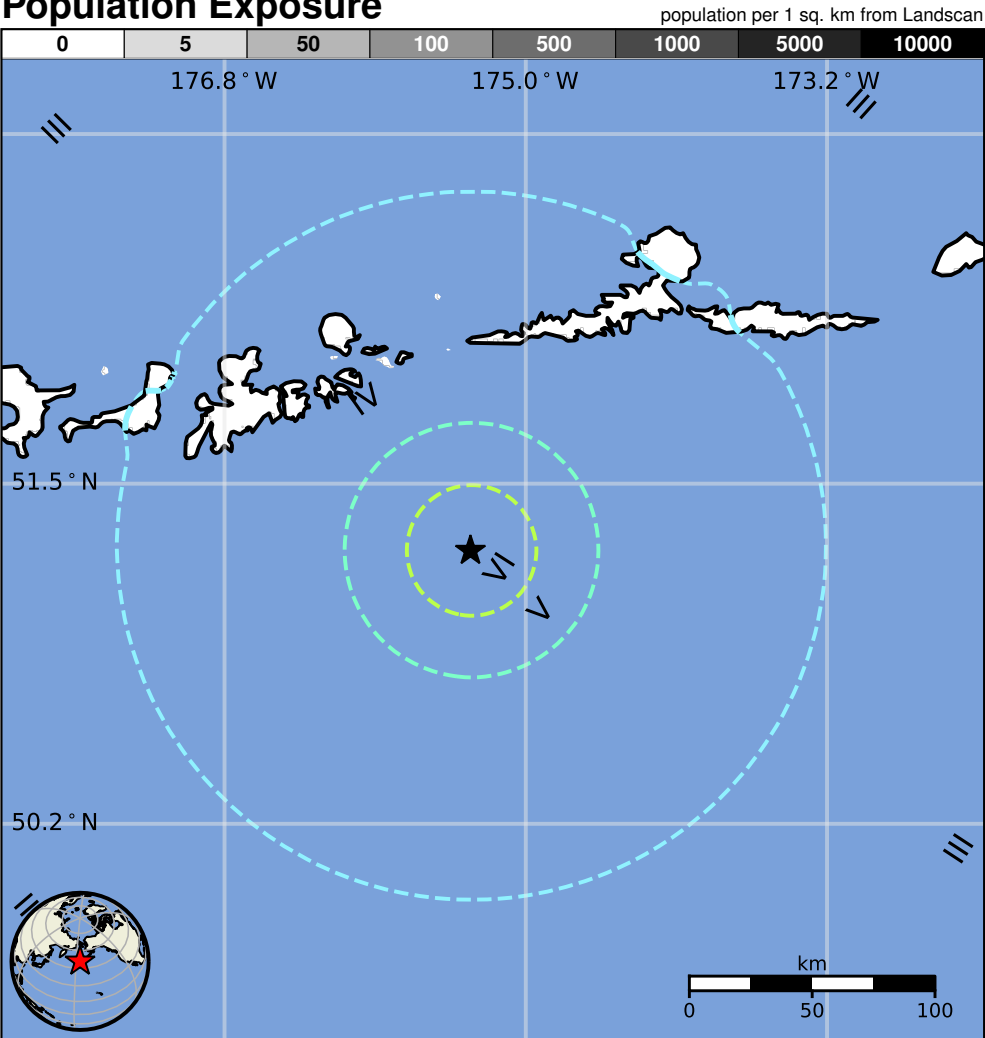 Population Exposure
population per 1 sq. km from Landscan
0 5 50 100 500 1000 5000 10000
176.8°W 175.0°W 173.2°W
III III
IV
51.5°N
VI
V
50.2°N
III
III
km
0 50 100